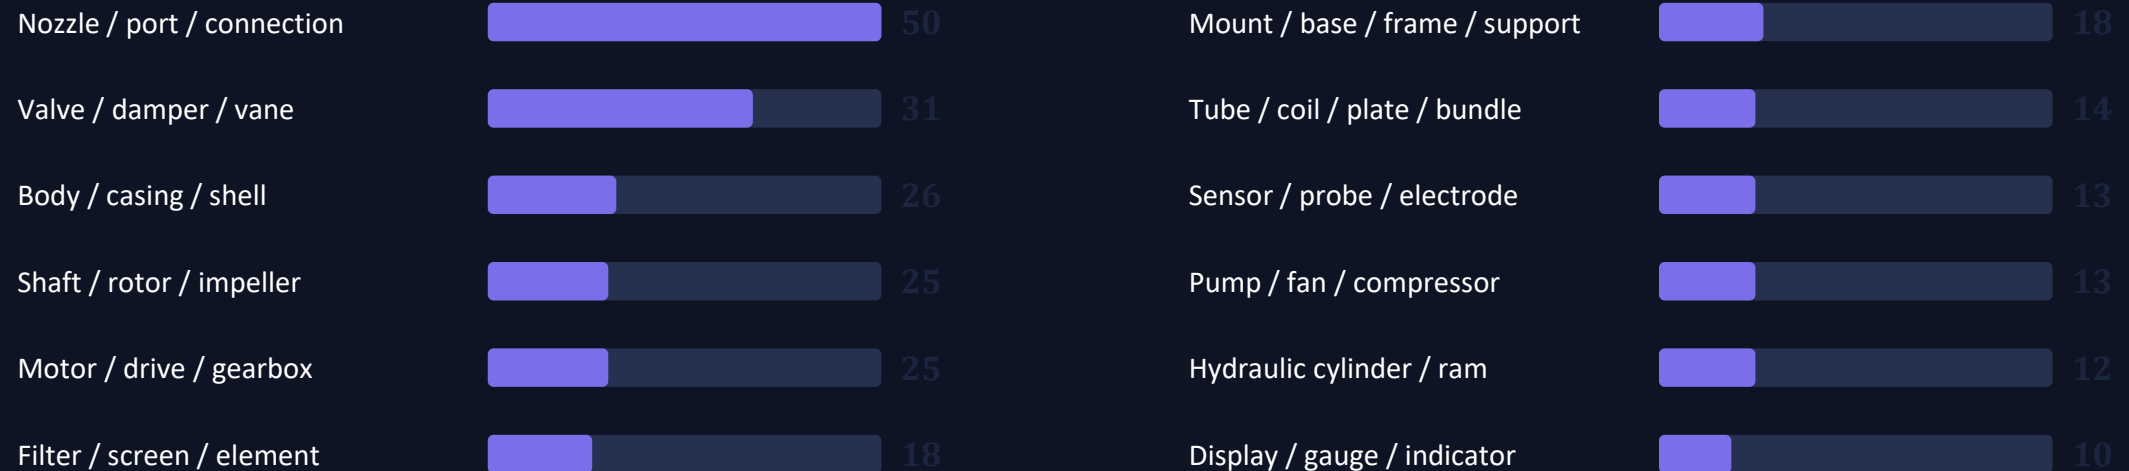 Nozzle / port / connection 50
Valve / damper / vane 31
Body / casing / shell 26
Shaft / rotor / impeller 25
Motor / drive / gearbox 25
Filter / screen / element 18
Mount / base / frame / support 18
Tube / coil / plate / bundle 14
Sensor / probe / electrode 13
Pump / fan / compressor 13
Hydraulic cylinder / ram 12
Display / gauge / indicator 10